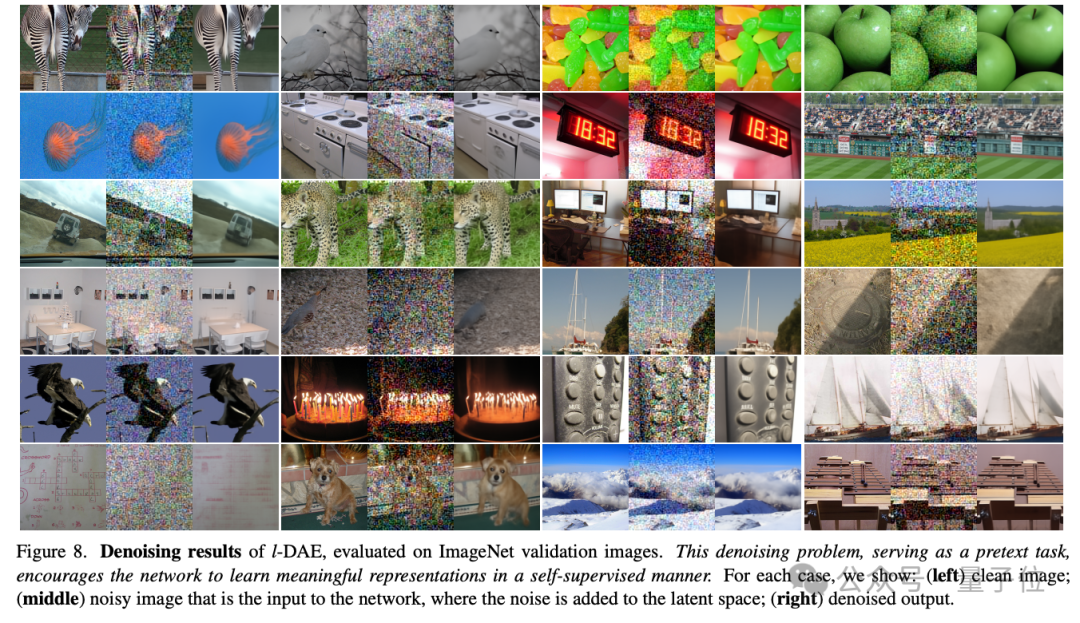 18:32
18:32
18:32
Figure 8. Denoising results of l-DAE, evaluated on ImageNet validation images. This denoising problem, serving as a pretext task,
encourages the network to learn meaningful representations in a self-supervised manner. For each case, we show: (left) clean image;
(middle) noisy image that is the input to the network, where the noise is added to the latent space; (right) denoised output.
公众号 量子位